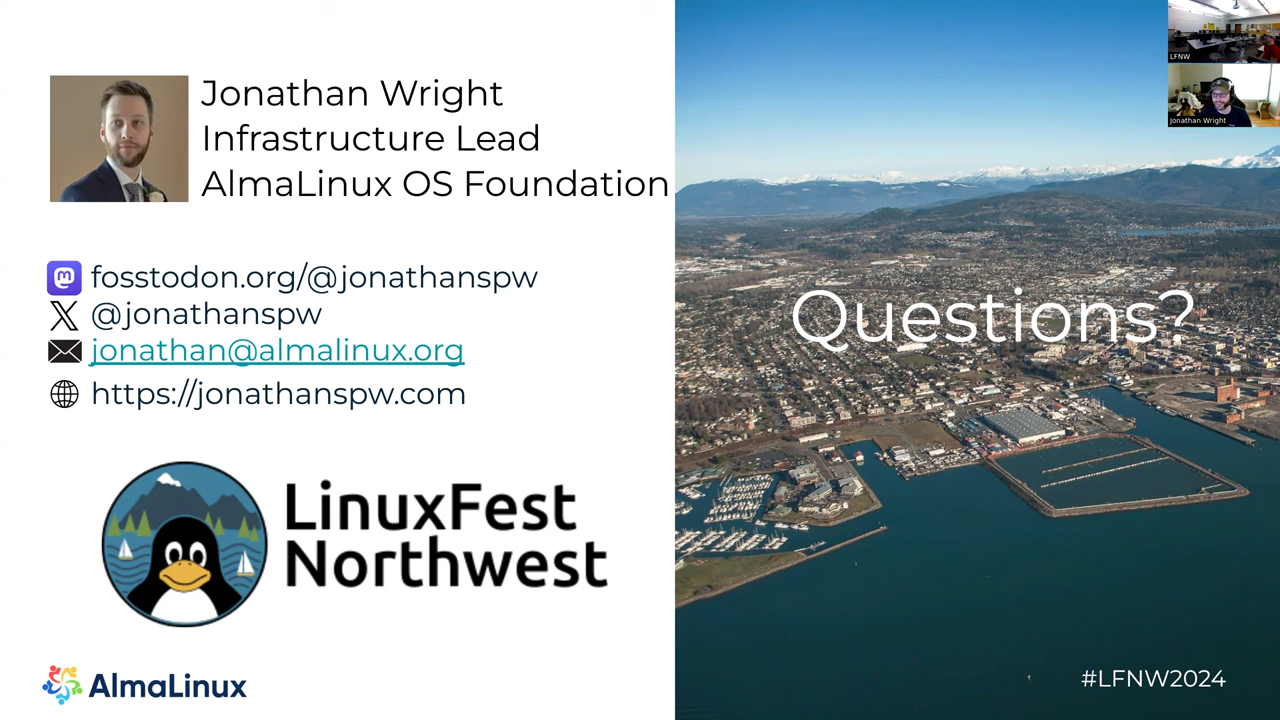 Jonathan Wright
Infrastructure Lead
AlmaLinux OS Foundation
fosstodon.org/@jonathanspw
@jonathanspw
jonathan@almalinux.org
https://jonathanspw.com
LinuxFest
Northwest
AlmaLinux
Questions?
#LFNW2024
LFNW
Jonathan Wright